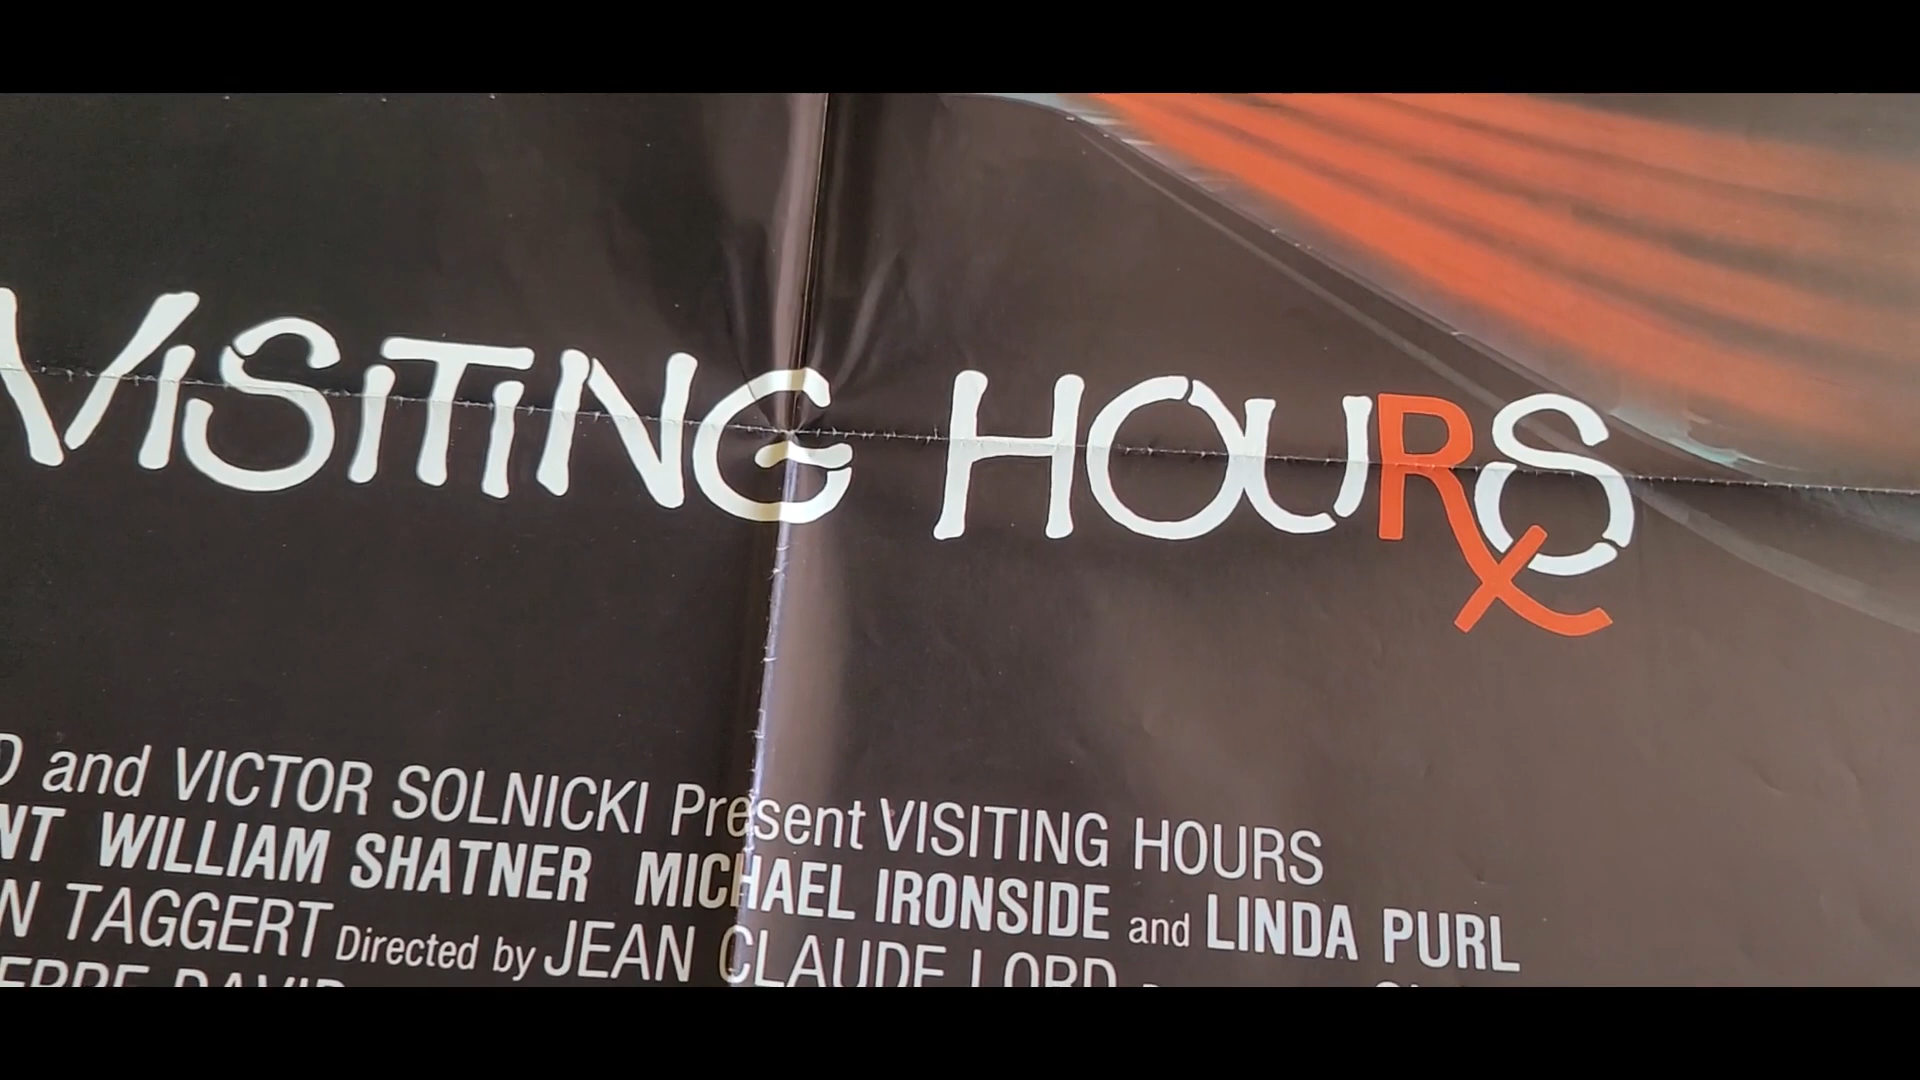 VISITING HOURS
and VICTOR SOLNICKI Present VISITING HOURS
WILLIAM SHATNER MICHAEL IRONSIDE and LINDA PURL
TAGGERT Directed by JEAN CLAUDE LORD